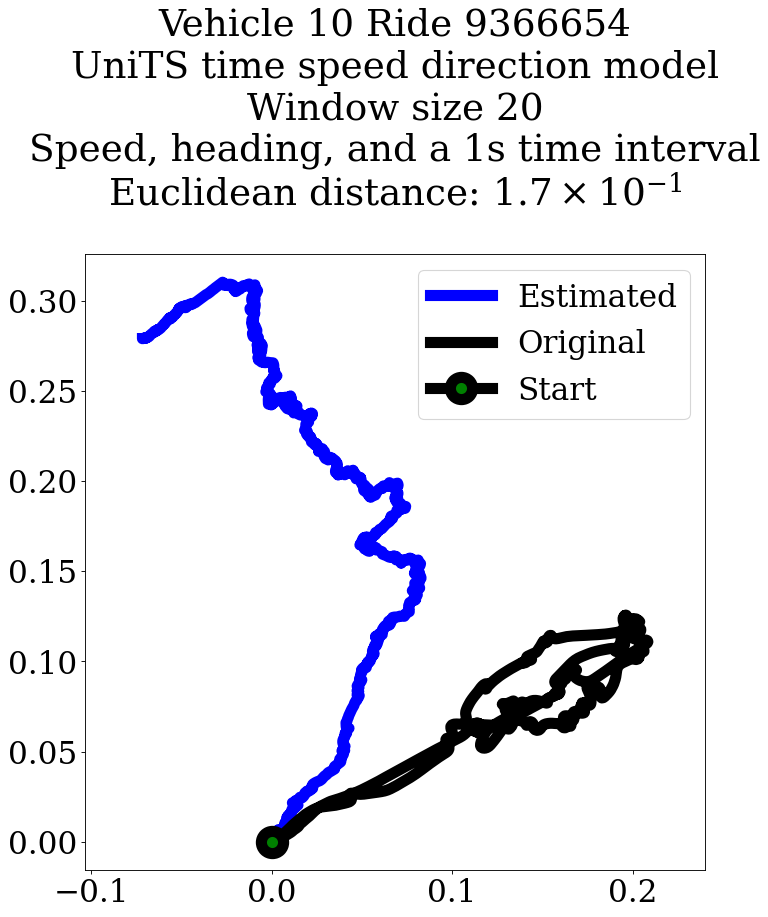 Vehicle 10 Ride 9366654
UniTS time speed direction model
Window size 20
Speed, heading, and a 1s time interval
Euclidean distance: 1.7 × 10⁻¹
Estimated
Original
Start
0.30
0.25
0.20
0.15
0.10
0.05
0.00
−0.1 0.0 0.1 0.2